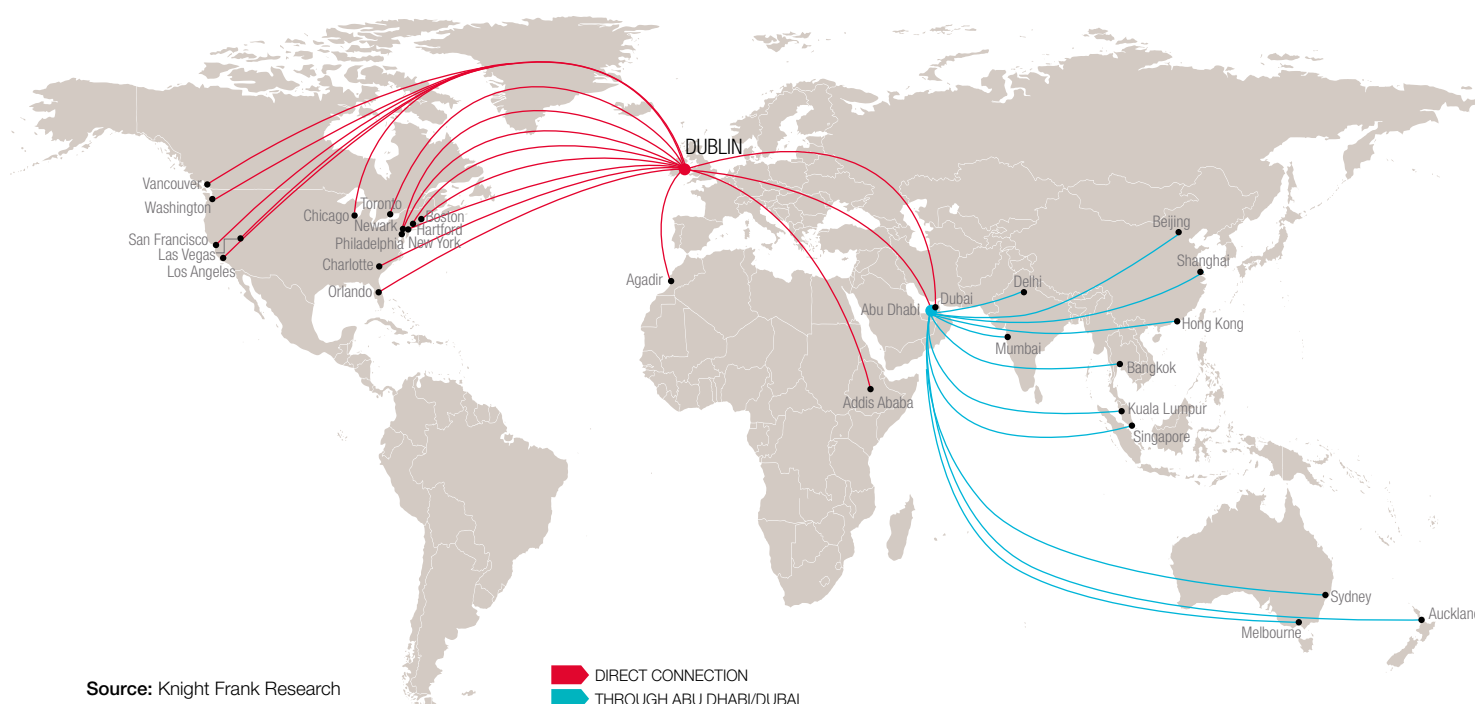 DUBLIN
Vancouver
Washington
Chicago
Toronto
Boston
Newark
Hartford
Philadelphia
New York
San Francisco
Las Vegas
Los Angeles
Charlotte
Orlando
Agadir
Beijing
Shanghai
Delhi
Dubai
Abu Dhabi
Hong Kong
Mumbai
Bangkok
Addis Ababa
Kuala Lumpur
Singapore
Sydney
Auckland
Melbourne
Source: Knight Frank Research
DIRECT CONNECTION
THROUGH ABU DHABI/DUBAI